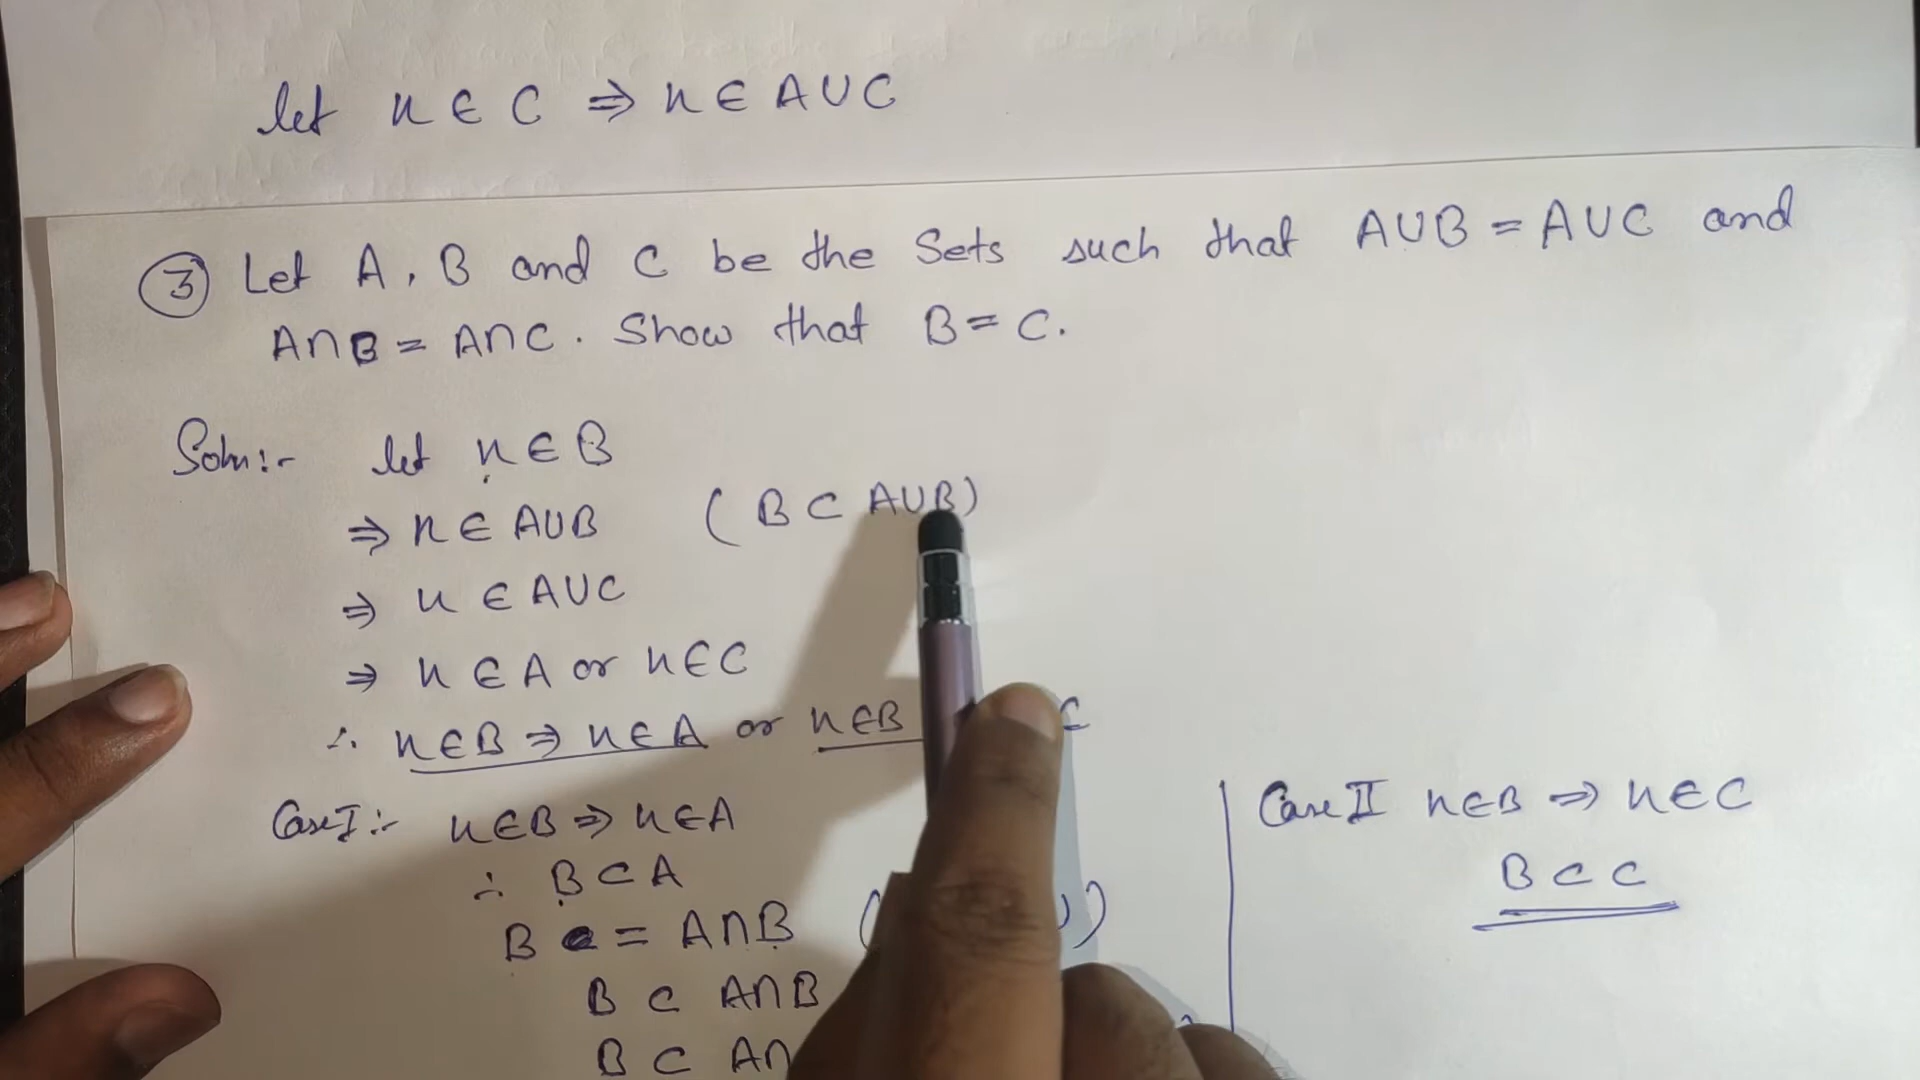 let x ∈ C ⇒ x ∈ A∪C
③ Let A, B and C be the Sets such that A∪B = A∪C and
A∩B = A∩C. Show that B = C.
Soln:- let x ∈ B
⇒ x ∈ A∪B (B ⊂ A∪B)
⇒ x ∈ A∪C
⇒ x ∈ A or x ∈ C
∴ x∈B ⇒ x∈A or x∈B C
Case I:- x∈B ⇒ x∈A
∴ B ⊂ A
B = A∩B
B ⊂ A∩B
B ⊂ A∩
Case II x∈B ⇒ x∈C
B ⊂ C